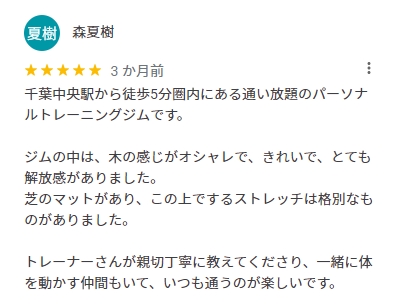 夏樹
森夏樹
★★★★★ 3 か月前
千葉中央駅から徒歩5分圏内にある通い放題のパーソナ
ルトレーニングジムです。
ジムの中は、木の感じがオシャレで、きれいで、とても
解放感がありました。
芝のマットがあり、この上でするストレッチは格別なも
のがありました。
トレーナーさんが親切丁寧に教えてくださり、一緒に体
を動かす仲間もいて、いつも通うのが楽しいです。